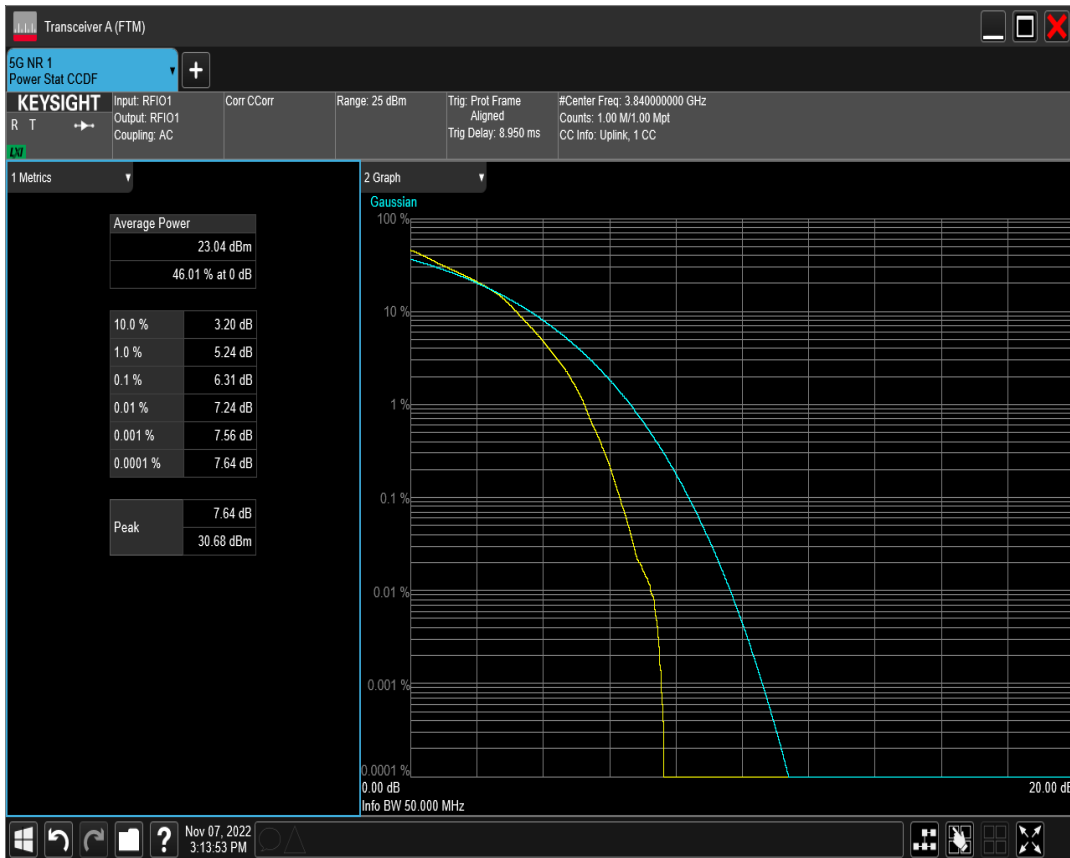 Transceiver A (FTM)
5G NR 1
Power Stat CCDF
+
KEYSIGHT
R T
LXI
Input: RFIO1
Output: RFIO1
Coupling: AC
Corr CCorr
Range: 25 dBm
Trig: Prot Frame
Aligned
Trig Delay: 8.950 ms
#Center Freq: 3.840000000 GHz
Counts: 1.00 M/1.00 Mpt
CC Info: Uplink, 1 CC
1 Metrics
Average Power
23.04 dBm
46.01 % at 0 dB
10.0 % 3.20 dB
1.0 % 5.24 dB
0.1 % 6.31 dB
0.01 % 7.24 dB
0.001 % 7.56 dB
0.0001 % 7.64 dB
Peak
7.64 dB
30.68 dBm
2 Graph
Gaussian
100 %
10 %
1 %
0.1 %
0.01 %
0.001 %
0.0001 %
0.00 dB 20.00 dB
Info BW 50.000 MHz
?
Nov 07, 2022
3:13:53 PM